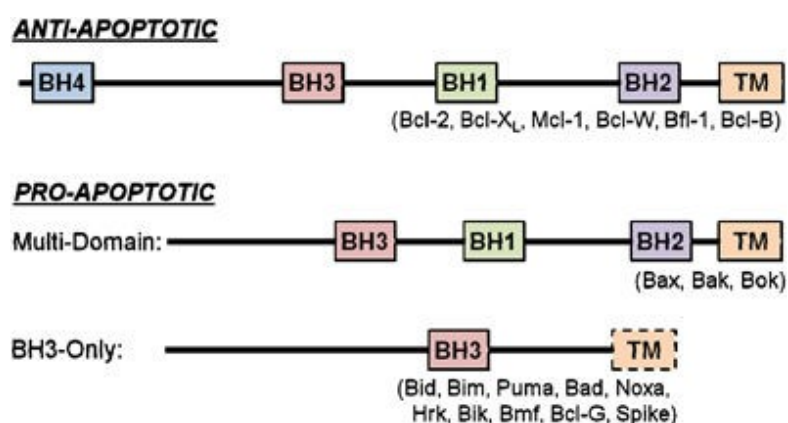 ANTI-APOPTOTIC
BH4 BH3 BH1 BH2 TM
(Bcl-2, Bcl-XL, Mcl-1, Bcl-W, Bfl-1, Bcl-B)
PRO-APOPTOTIC
Multi-Domain: BH3 BH1 BH2 TM
(Bax, Bak, Bok)
BH3-Only: BH3 TM
(Bid, Bim, Puma, Bad, Noxa,
Hrk, Bik, Bmf, Bcl-G, Spike)